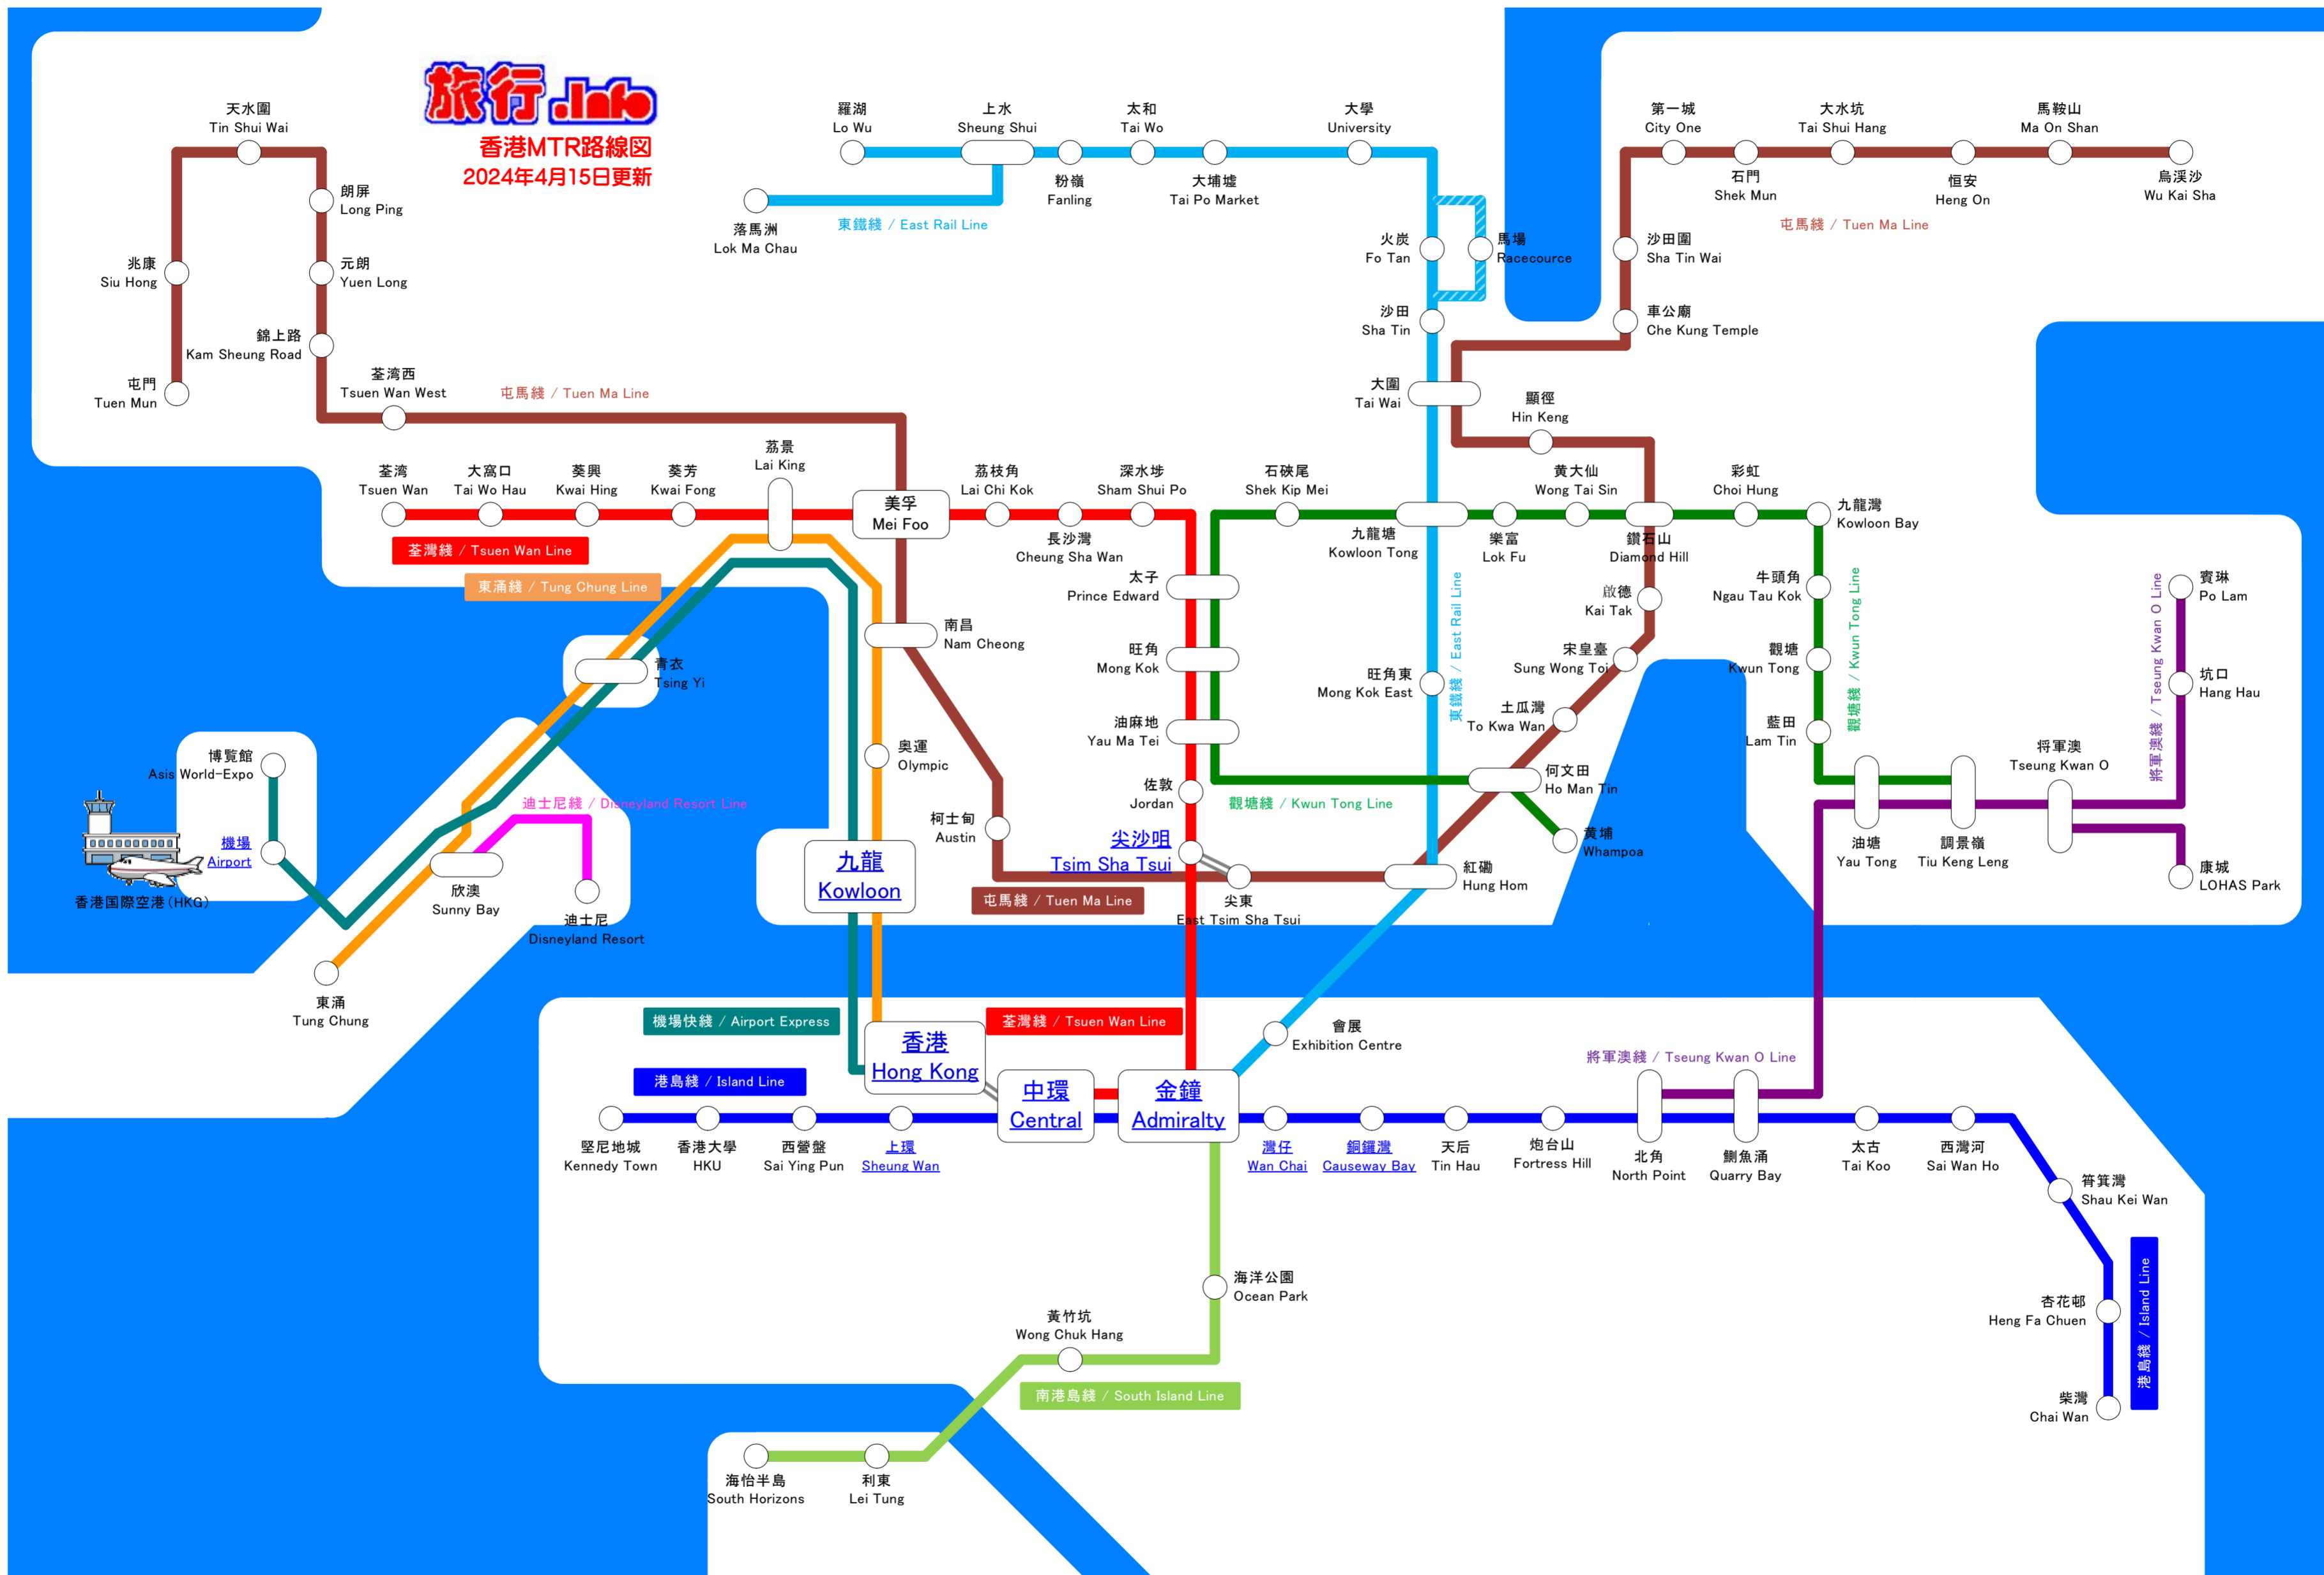 旅行.Info
香港MTR路線図
2024年4月15日更新
天水圍
Tin Shui Wai
朗屏
Long Ping
兆康
Siu Hong
元朗
Yuen Long
錦上路
Kam Sheung Road
屯門
Tuen Mun
荃湾西
Tsuen Wan West
屯馬綫 / Tuen Ma Line
羅湖
Lo Wu
上水
Sheung Shui
太和
Tai Wo
大學
University
粉嶺
Fanling
大埔墟
Tai Po Market
落馬洲
Lok Ma Chau
東鐵綫 / East Rail Line
火炭
Fo Tan
馬場
Racecource
沙田
Sha Tin
大圍
Tai Wai
第一城
City One
大水坑
Tai Shui Hang
馬鞍山
Ma On Shan
石門
Shek Mun
恒安
Heng On
烏溪沙
Wu Kai Sha
屯馬綫 / Tuen Ma Line
沙田圍
Sha Tin Wai
車公廟
Che Kung Temple
顯徑
Hin Keng
荃湾
Tsuen Wan
大窩口
Tai Wo Hau
葵興
Kwai Hing
葵芳
Kwai Fong
荔景
Lai King
美孚
Mei Foo
荔枝角
Lai Chi Kok
深水埗
Sham Shui Po
長沙灣
Cheung Sha Wan
石硤尾
Shek Kip Mei
九龍塘
Kowloon Tong
樂富
Lok Fu
黄大仙
Wong Tai Sin
鑽石山
Diamond Hill
彩虹
Choi Hung
九龍灣
Kowloon Bay
荃灣綫 / Tsuen Wan Line
東涌綫 / Tung Chung Line
太子
Prince Edward
旺角
Mong Kok
油麻地
Yau Ma Tei
佐敦
Jordan
尖沙咀
Tsim Sha Tsui
尖東
East Tsim Sha Tsui
南昌
Nam Cheong
奥運
Olympic
柯士甸
Austin
九龍
Kowloon
屯馬綫 / Tuen Ma Line
青衣
Tsing Yi
博覧館
Asis World-Expo
機場
Airport
香港国際空港(HKG)
迪士尼綫 / Disneyland Resort Line
欣澳
Sunny Bay
迪士尼
Disneyland Resort
東涌
Tung Chung
旺角東
Mong Kok East
東鐵綫 / East Rail Line
啟德
Kai Tak
宋皇臺
Sung Wong Toi
土瓜灣
To Kwa Wan
何文田
Ho Man Tin
黄埔
Whampoa
紅磡
Hung Hom
觀塘綫 / Kwun Tong Line
牛頭角
Ngau Tau Kok
觀塘
Kwun Tong
藍田
Lam Tin
觀塘綫 / Kwun Tong Line
油塘
Yau Tong
調景嶺
Tiu Keng Leng
将軍澳
Tseung Kwan O
將軍澳綫 / Tseung Kwan O Line
寳琳
Po Lam
坑口
Hang Hau
康城
LOHAS Park
機場快綫 / Airport Express
荃灣綫 / Tsuen Wan Line
香港
Hong Kong
中環
Central
金鐘
Admiralty
會展
Exhibition Centre
將軍澳綫 / Tseung Kwan O Line
港島綫 / Island Line
堅尼地城
Kennedy Town
香港大學
HKU
西營盤
Sai Ying Pun
上環
Sheung Wan
灣仔
Wan Chai
銅鑼灣
Causeway Bay
天后
Tin Hau
炮台山
Fortress Hill
北角
North Point
鰂魚涌
Quarry Bay
太古
Tai Koo
西灣河
Sai Wan Ho
筲箕灣
Shau Kei Wan
杏花邨
Heng Fa Chuen
柴灣
Chai Wan
港島綫 / Island Line
海洋公園
Ocean Park
黃竹坑
Wong Chuk Hang
南港島綫 / South Island Line
海怡半島
South Horizons
利東
Lei Tung